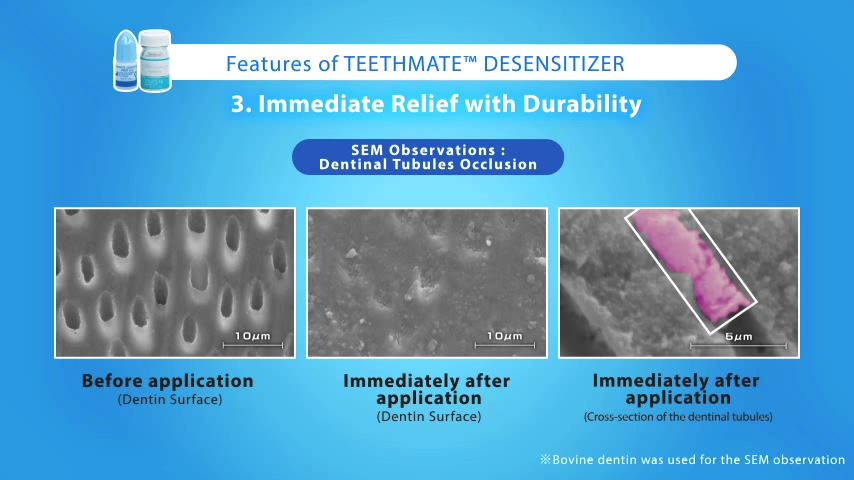 Features of TEETHMATE™ DESENSITIZER
3. Immediate Relief with Durability
SEM Observations :
Dentinal Tubules Occlusion
10μm
10μm
5μm
Before application
(Dentin Surface)
Immediately after
application
(Dentin Surface)
Immediately after
application
(Cross-section of the dentinal tubules)
※Bovine dentin was used for the SEM observation